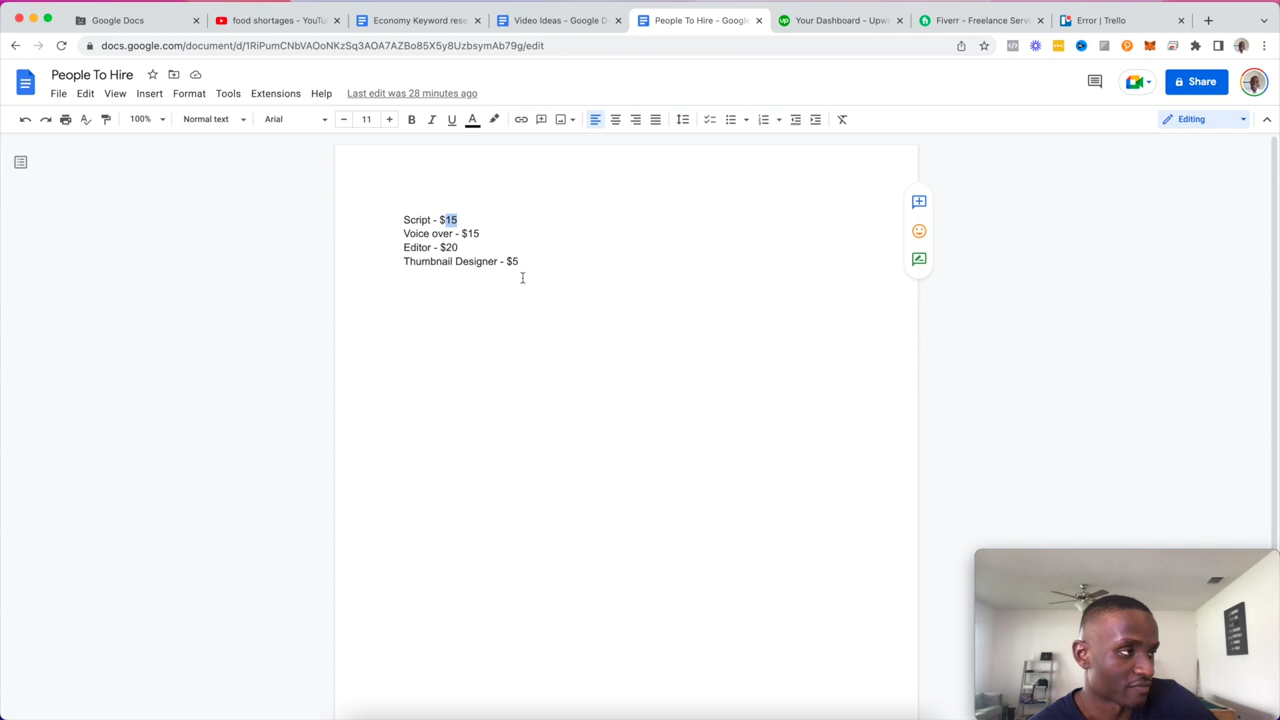 Google Docs
food shortages - YouTu
Economy Keyword rese
Video Ideas - Google D
People To Hire - Google
Your Dashboard - Upw
Fiverr - Freelance Servi
Error | Trello
docs.google.com/document/d/1RiPumCNbVAOoNKzSq3AOA7AZBo85X5y8UzbsymAb79g/edit
People To Hire
File Edit View Insert Format Tools Extensions Help Last edit was 28 minutes ago
Share
100% Normal text Arial 11 Editing
Script - $15
Voice over - $15
Editor - $20
Thumbnail Designer - $5